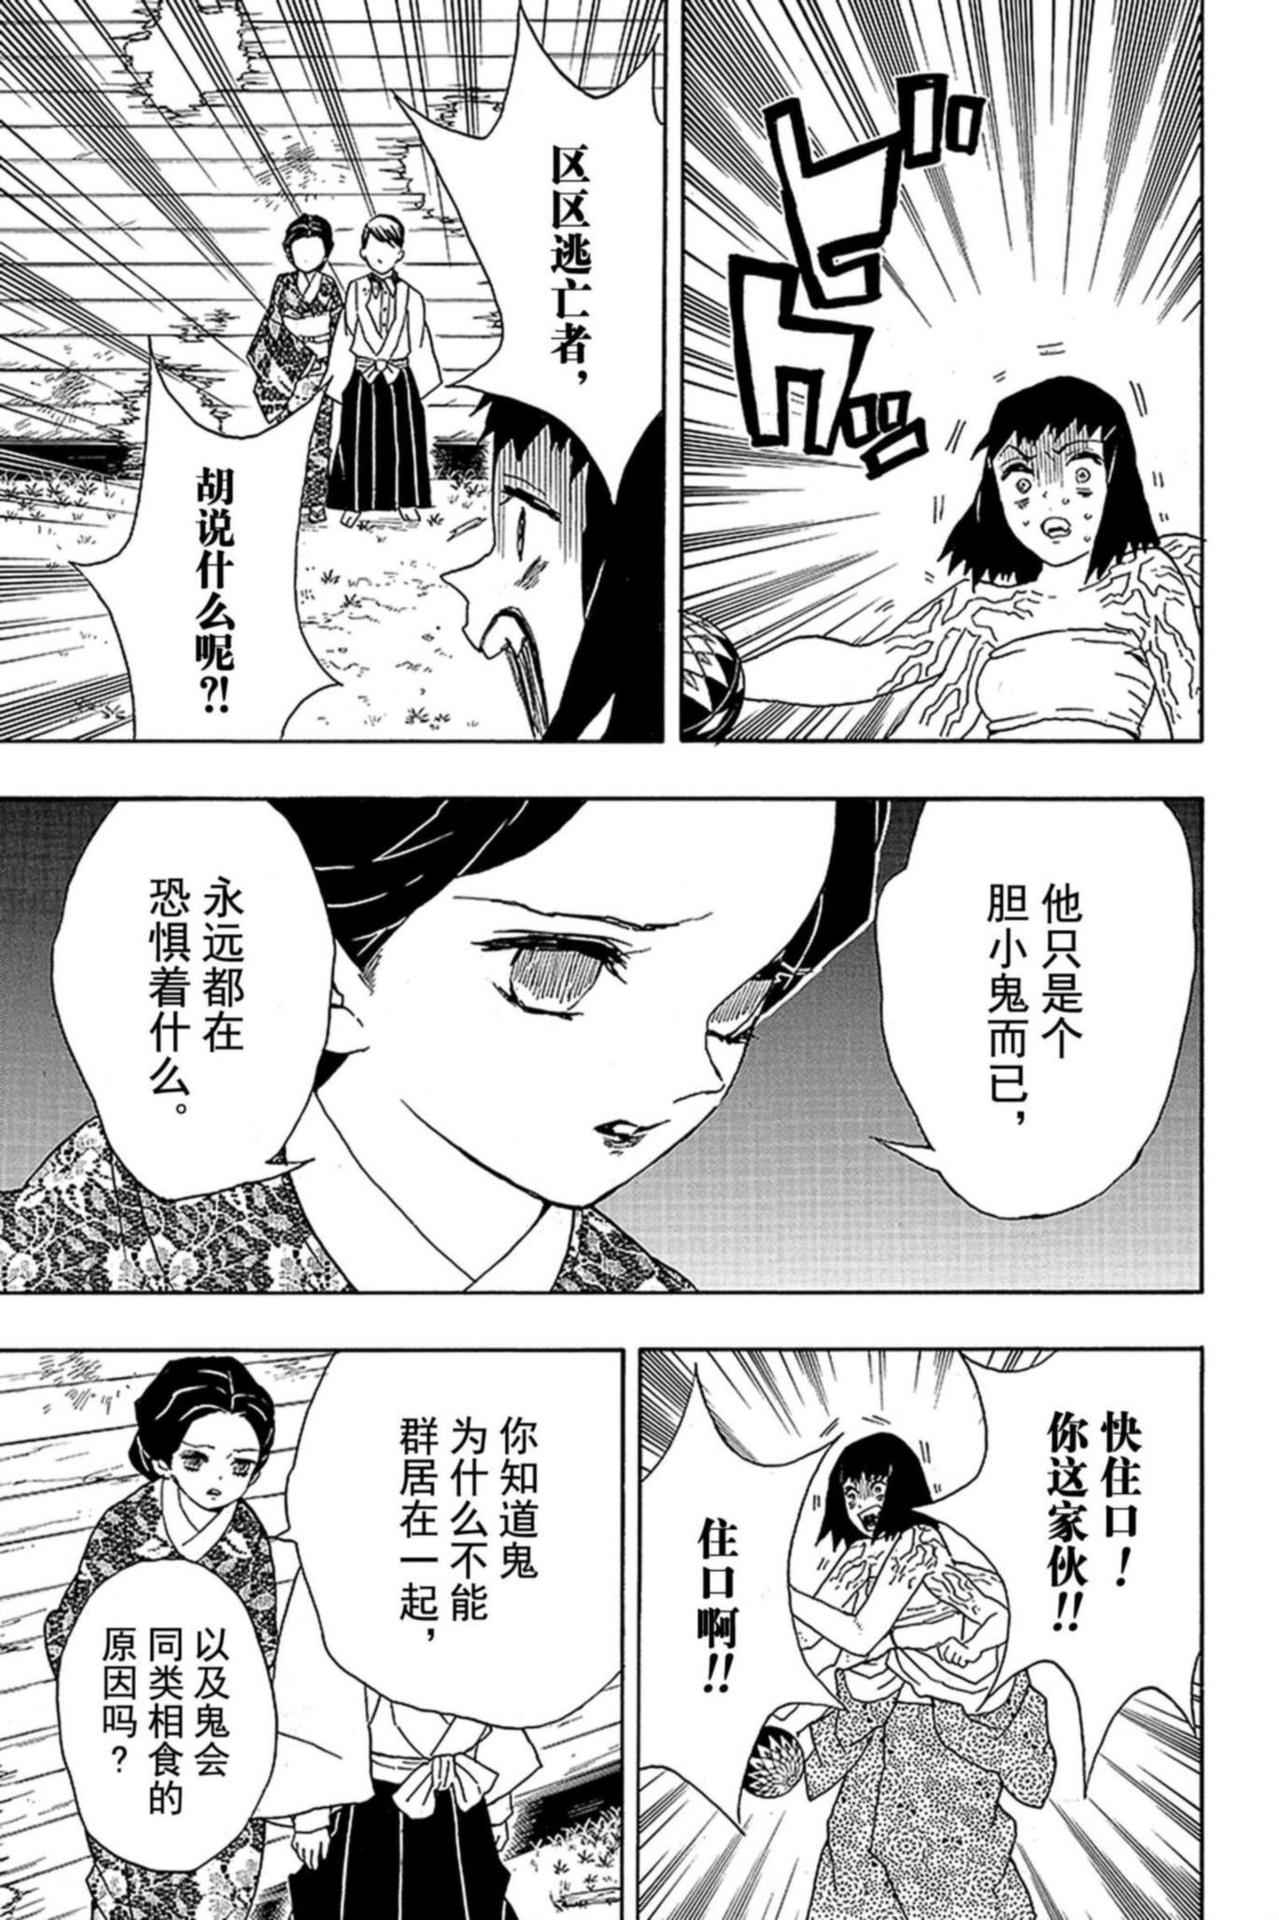 ビ
ク
ッ
区区逃亡者，
胡说什么呢?!
他只是个
胆小鬼而已，
永远都在
恐惧着什么。
快住口！
你这家伙!!
住口啊!!
你知道鬼
为什么不能
群居在一起，
以及鬼会
同类相食的
原因吗？